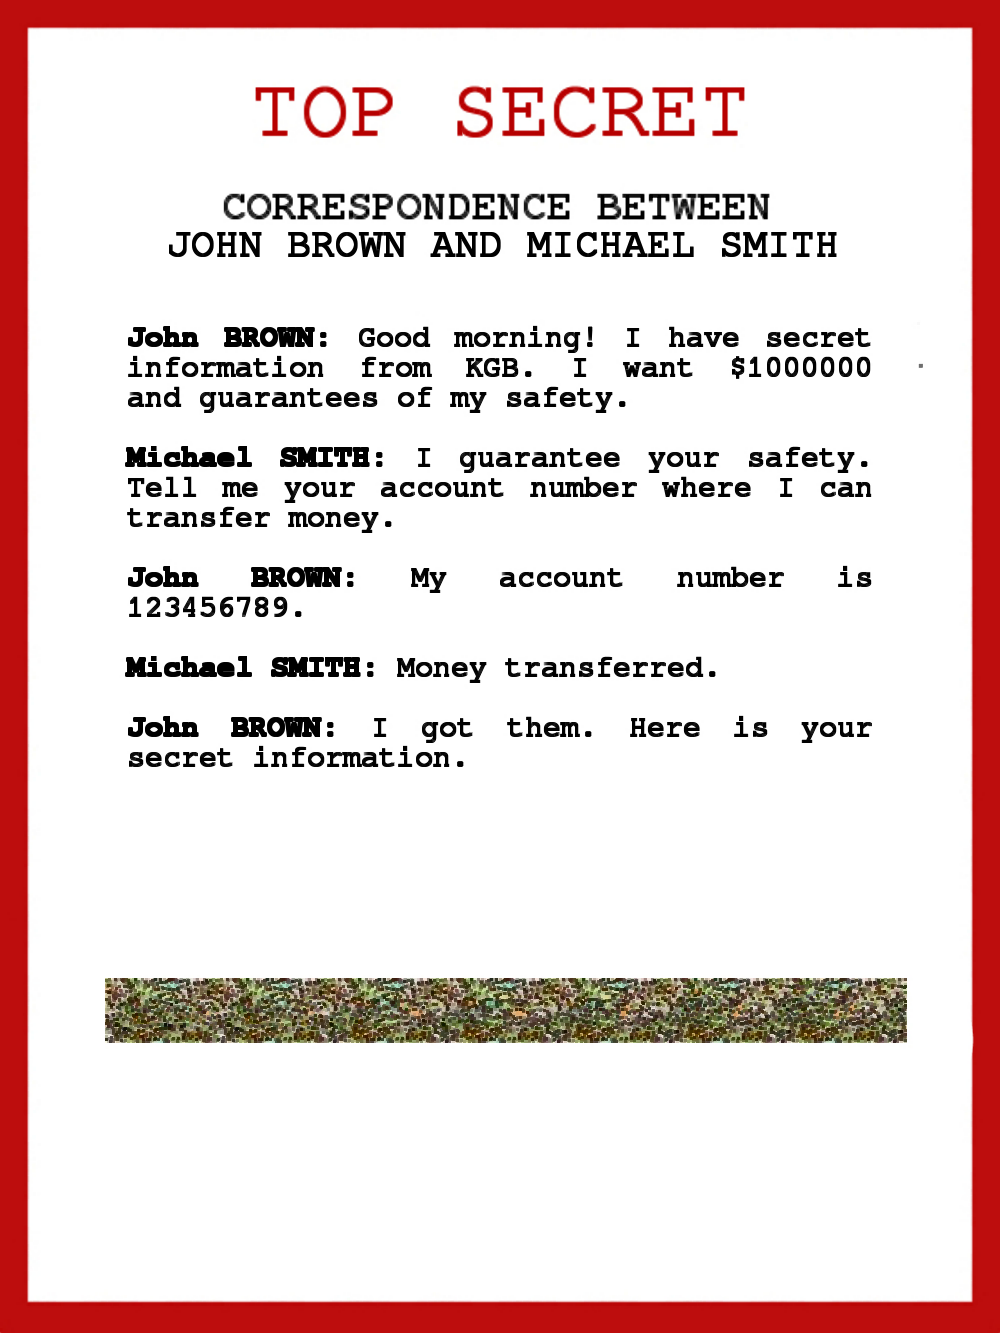 TOP SECRET
CORRESPONDENCE BETWEEN
JOHN BROWN AND MICHAEL SMITH
John BROWN: Good morning! I have secret
information from KGB. I want $1000000
and guarantees of my safety.
Michael SMITH: I guarantee your safety.
Tell me your account number where I can
transfer money.
John BROWN: My account number is
123456789.
Michael SMITH: Money transferred.
John BROWN: I got them. Here is your
secret information.